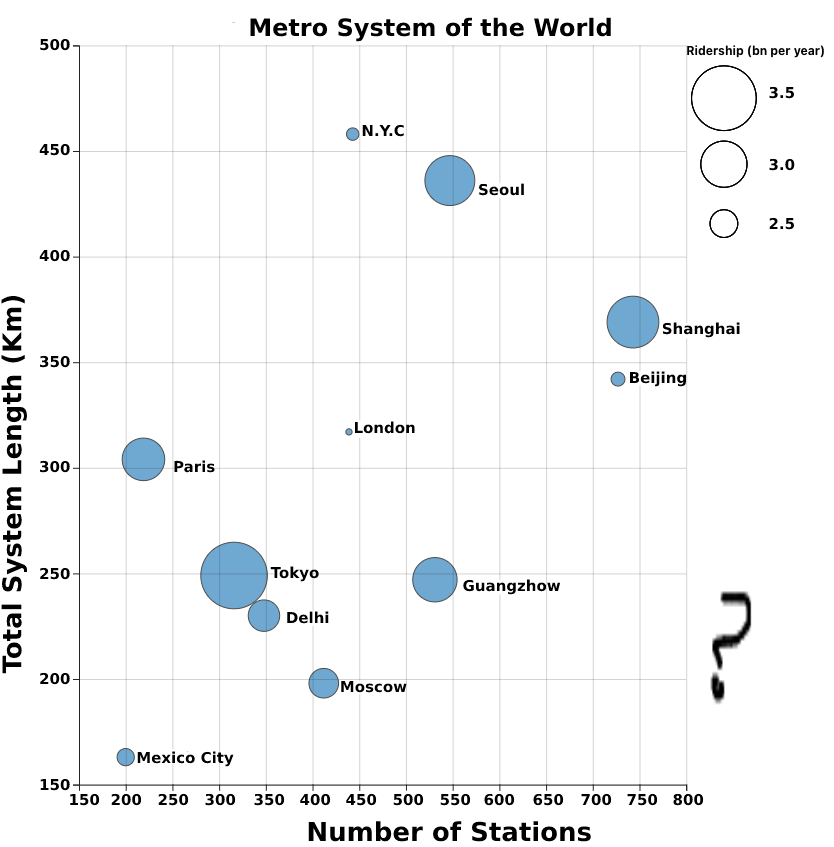 Metro System of the World
Ridership (bn per year)
3.5
3.0
2.5
500
450
400
350
300
250
200
150
Total System Length (Km)
N.Y.C
Seoul
Shanghai
Beijing
London
Paris
Tokyo
Guangzhow
Delhi
Moscow
Mexico City
?
150 200 250 300 350 400 450 500 550 600 650 700 750 800
Number of Stations